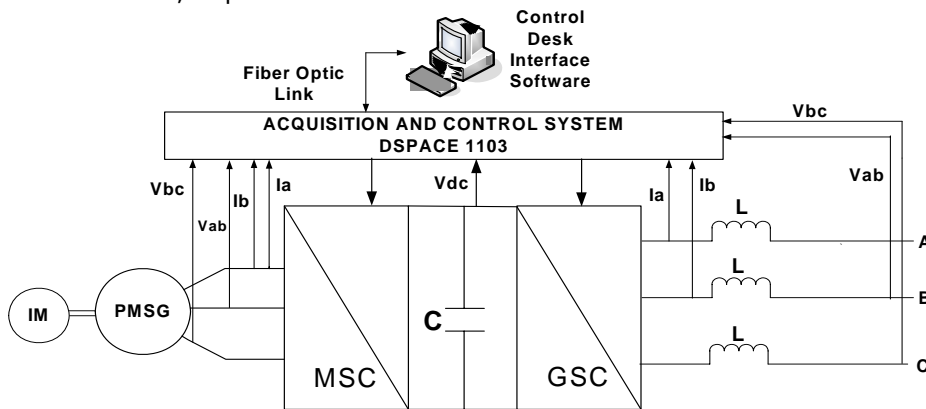 Control
Desk
Interface
Software
Fiber Optic
Link
ACQUISITION AND CONTROL SYSTEM
DSPACE 1103
Vbc
Vab
Ib
Ia
Vdc
Ia
Ib
Vbc
Vab
L
A
L
B
L
C
IM
PMSG
MSC
C
GSC